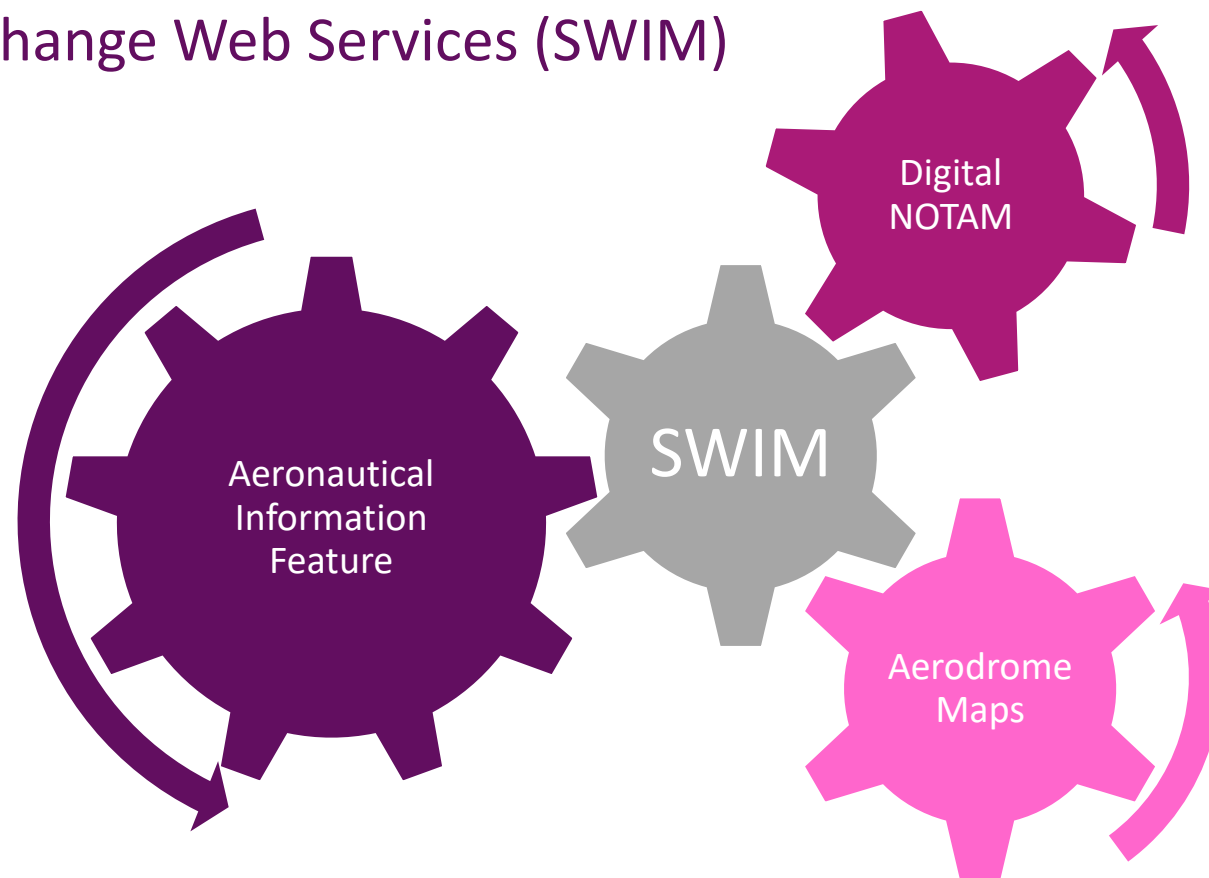 hange Web Services (SWIM)
Digital
NOTAM
SWIM
Aeronautical
Information
Feature
Aerodrome
Maps